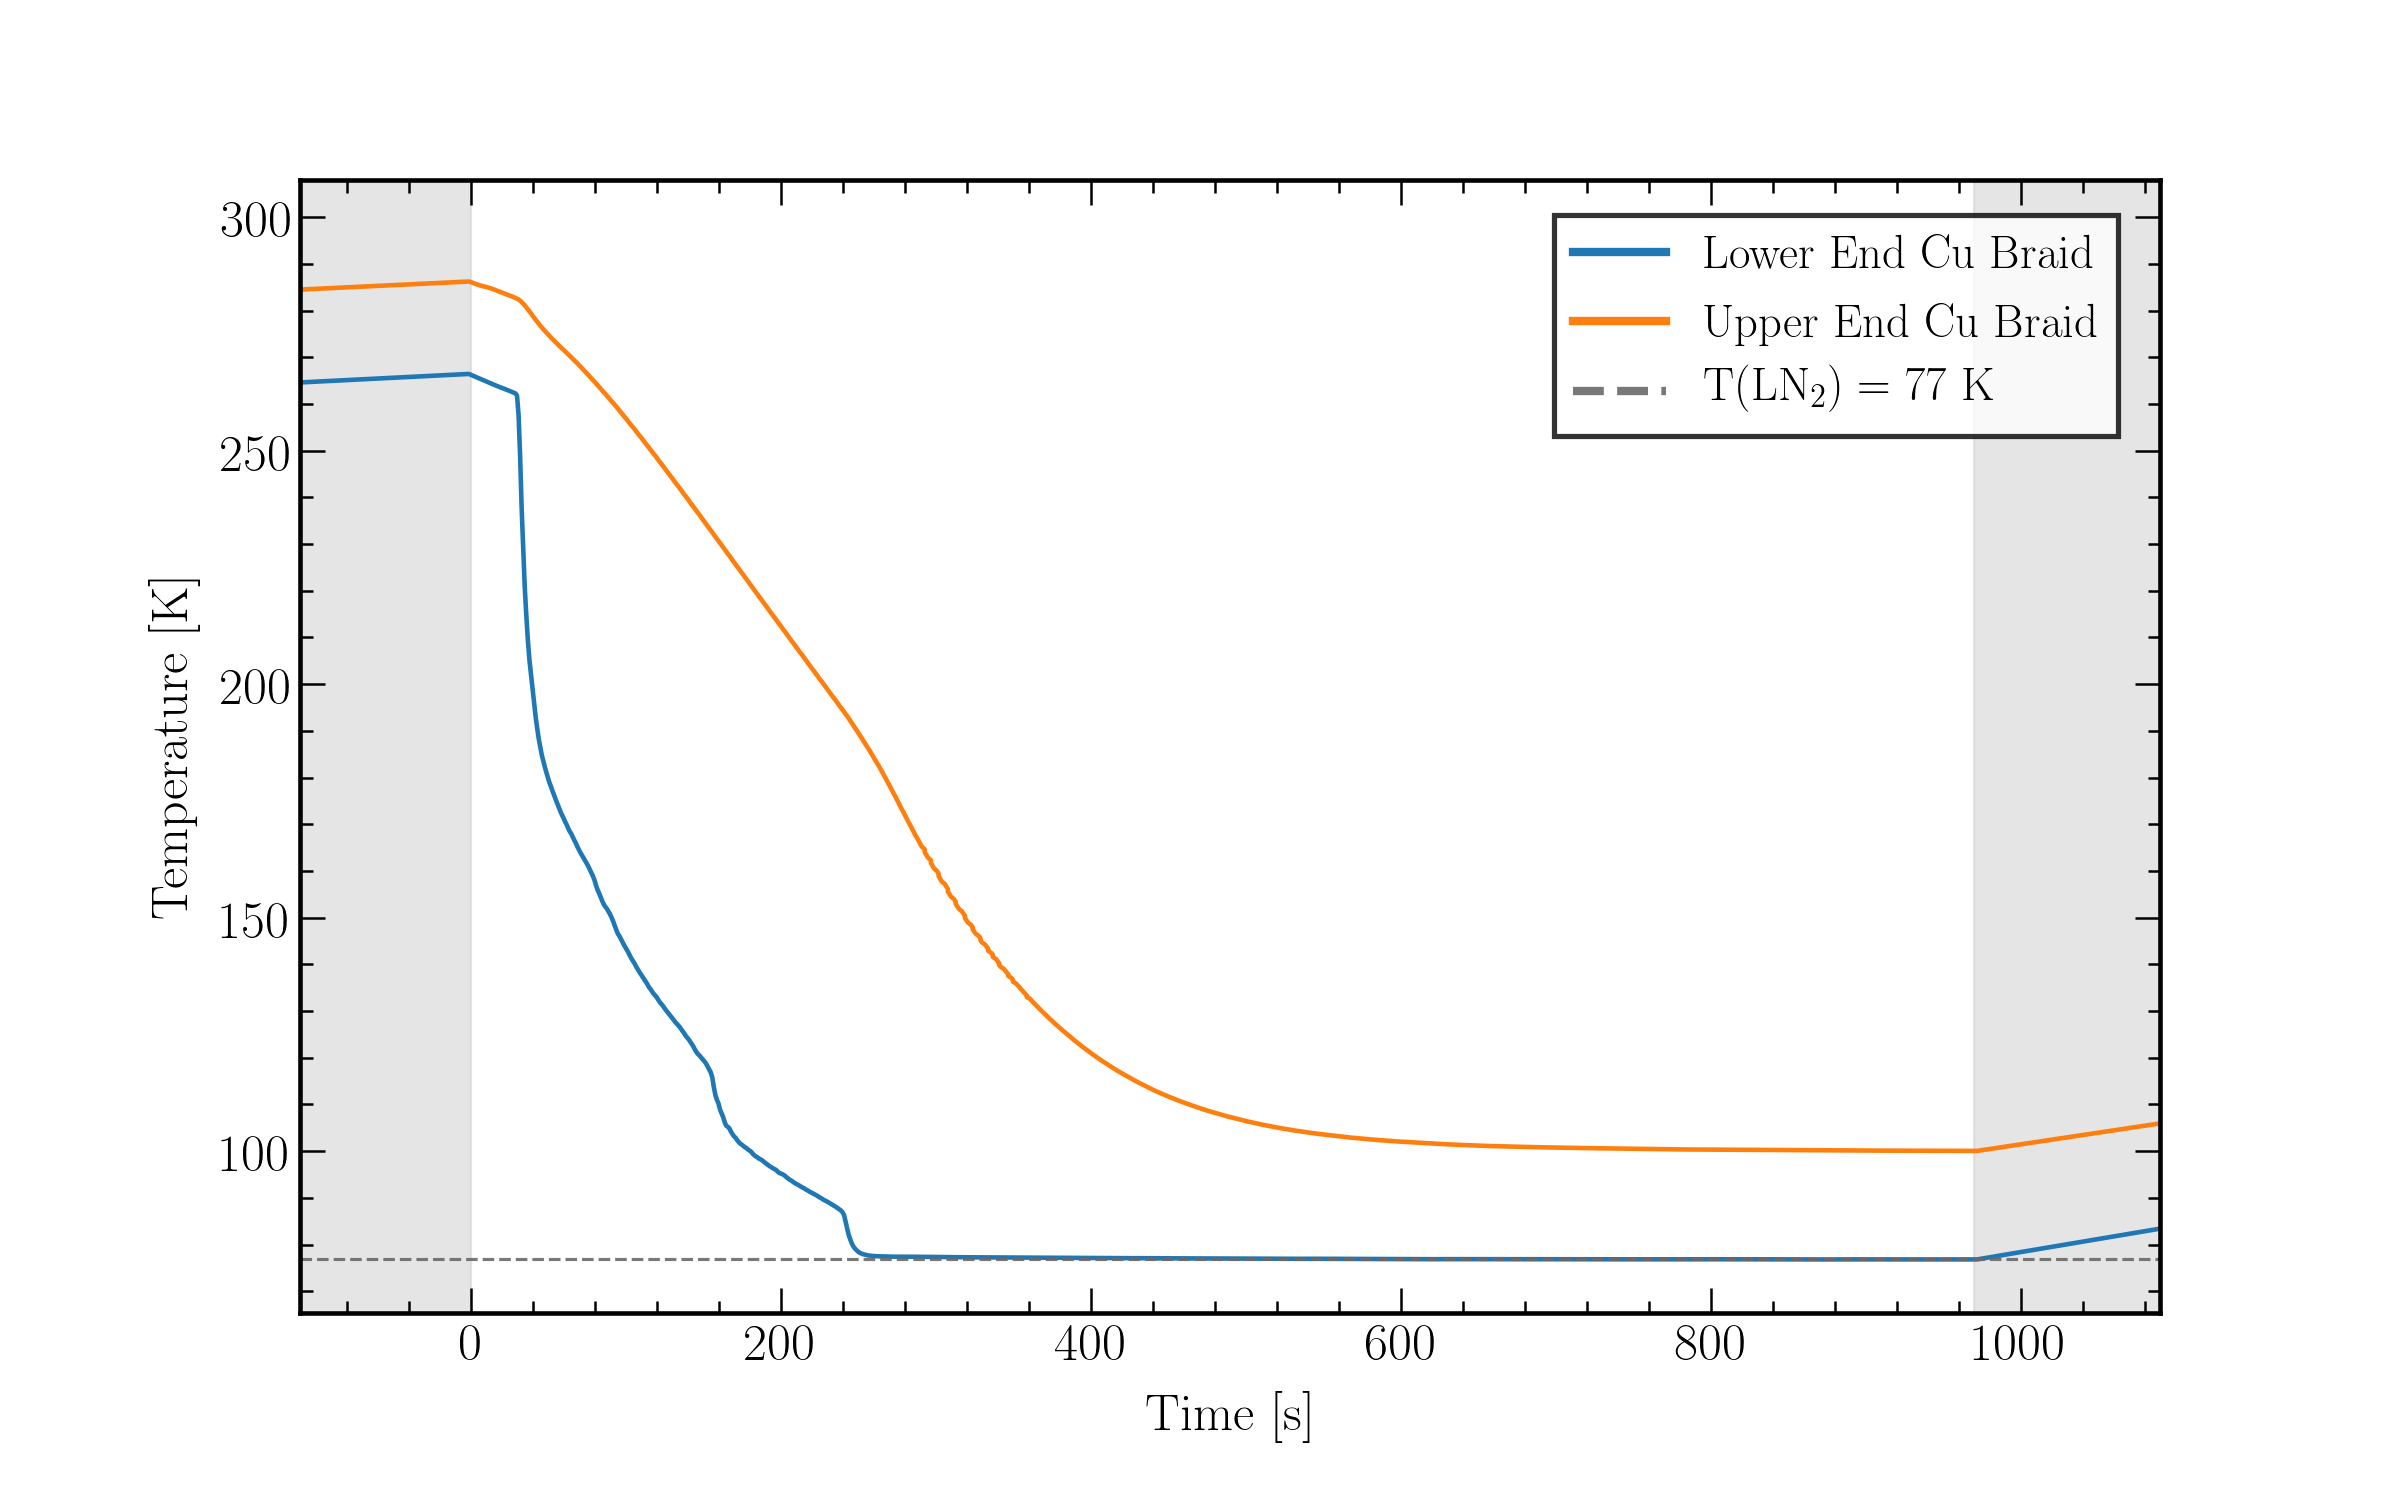 Lower End Cu Braid
Upper End Cu Braid
T(LN₂) = 77 K
300
250
200
150
100
Temperature [K]
0 200 400 600 800 1000
Time [s]